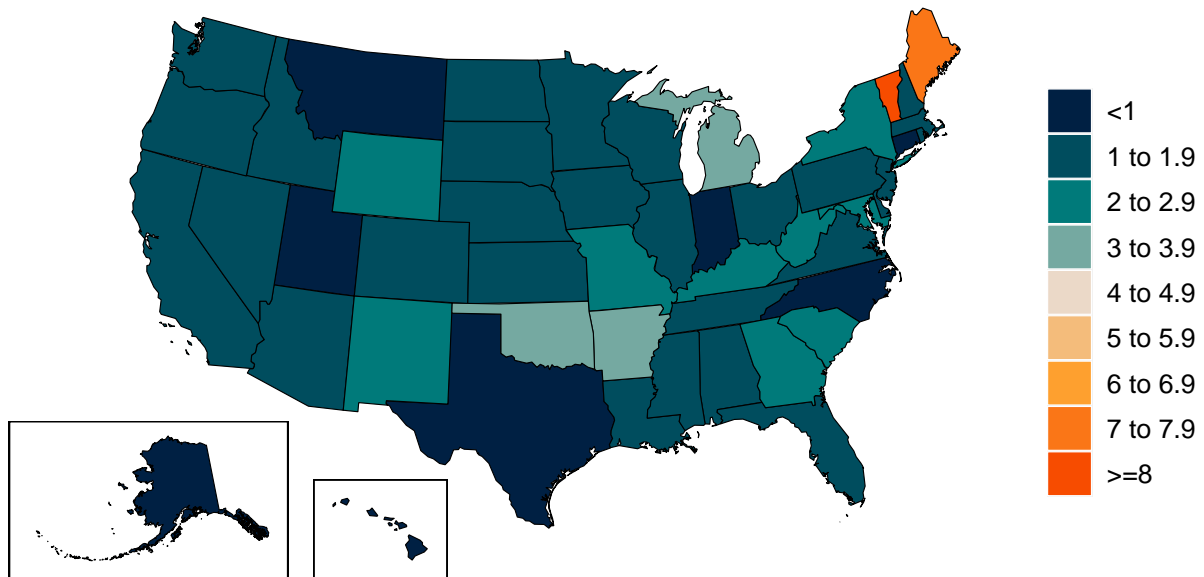 <1
1 to 1.9
2 to 2.9
3 to 3.9
4 to 4.9
5 to 5.9
6 to 6.9
7 to 7.9
>=8